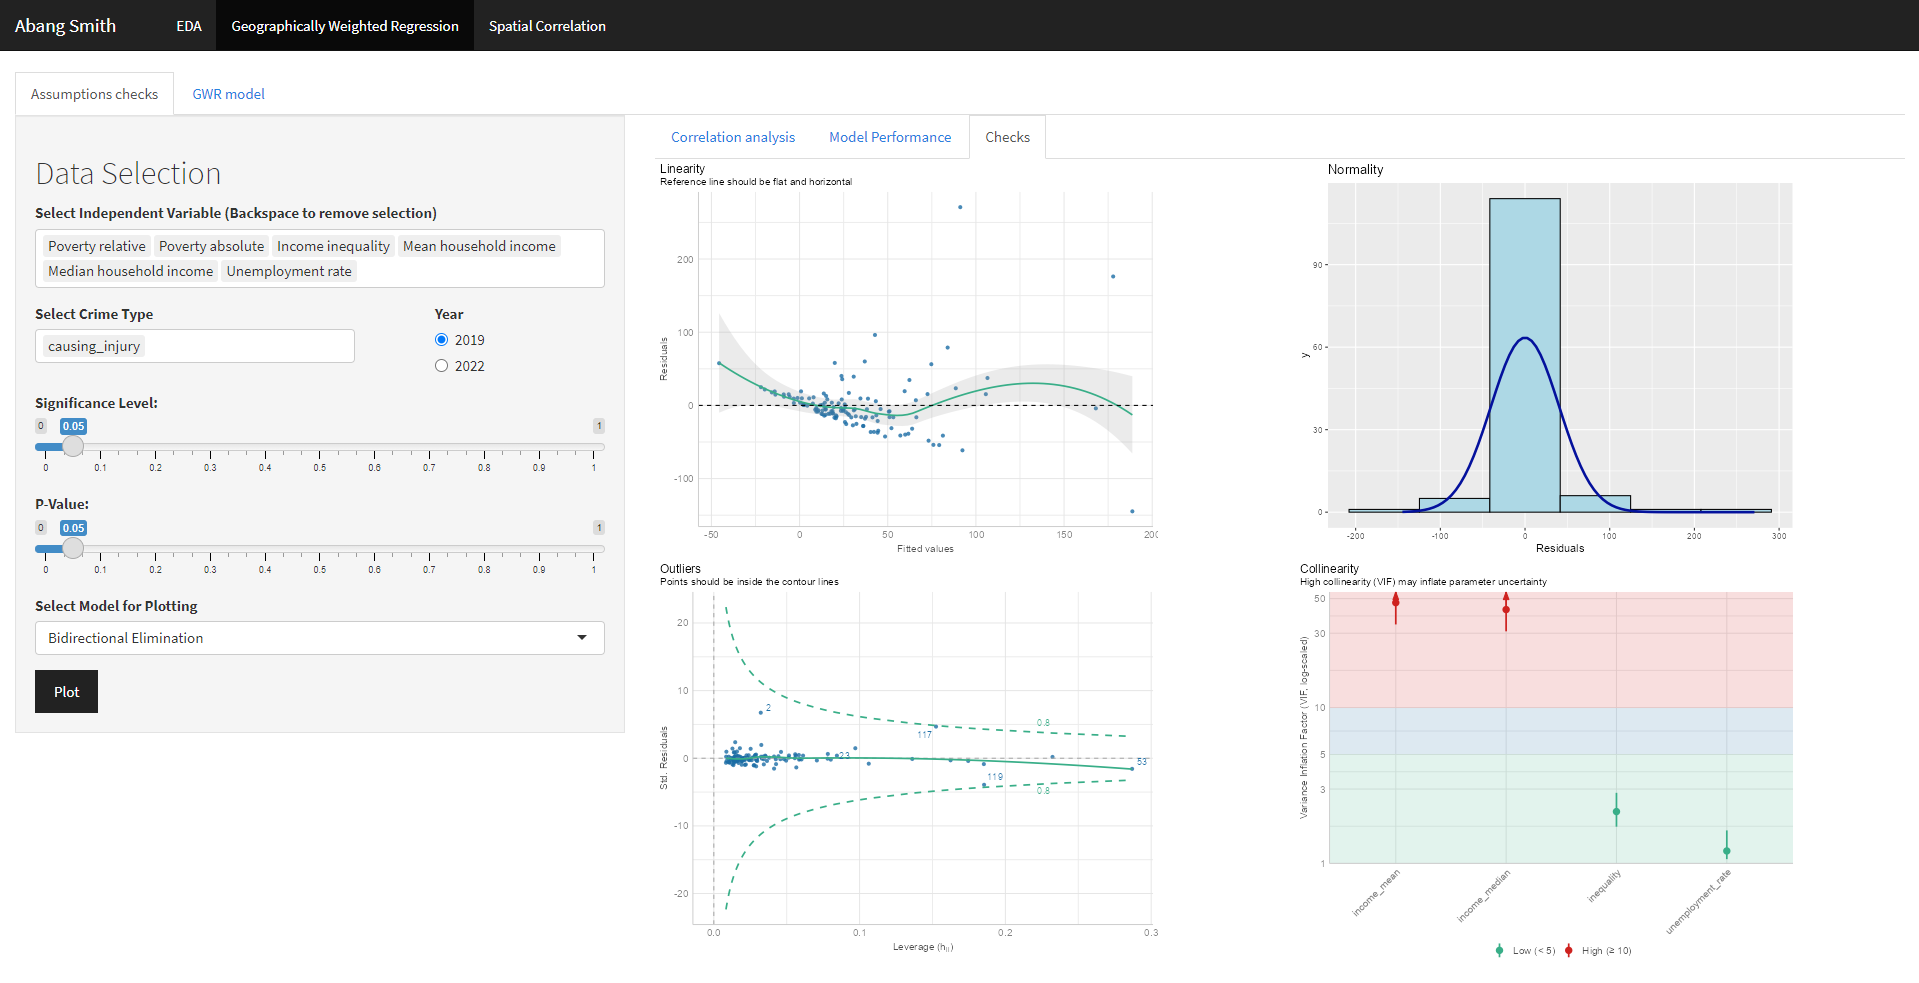 Abang Smith EDA Geographically Weighted Regression Spatial Correlation
Assumptions checks GWR model
Data Selection
Select Independent Variable (Backspace to remove selection)
Poverty relative Poverty absolute Income inequality Mean household income
Median household income Unemployment rate
Select Crime Type
causing_injury
Year
2019
2022
Significance Level:
0 0.05 1
0 0.1 0.2 0.3 0.4 0.5 0.6 0.7 0.8 0.9 1
P-Value:
0 0.05 1
0 0.1 0.2 0.3 0.4 0.5 0.6 0.7 0.8 0.9 1
Select Model for Plotting
Bidirectional Elimination
Plot
Correlation analysis Model Performance Checks
Linearity
Reference line should be flat and horizontal
Residuals
200
100
0
-100
-50 0 50 100 150 200
Fitted values
Normality
y
90
60
30
0
-200 -100 0 100 200 300
Residuals
Outliers
Points should be inside the contour lines
Std. Residuals
20
10
0
-10
-20
2
117
0.8
23
53
119
0.8
0.0 0.1 0.2 0.3
Leverage (hii)
Collinearity
High collinearity (VIF) may inflate parameter uncertainty
Variance Inflation Factor (VIF, log-scaled)
50
30
10
5
3
1
income_mean
income_median
inequality
unemployment_rate
Low (< 5) High (≥ 10)